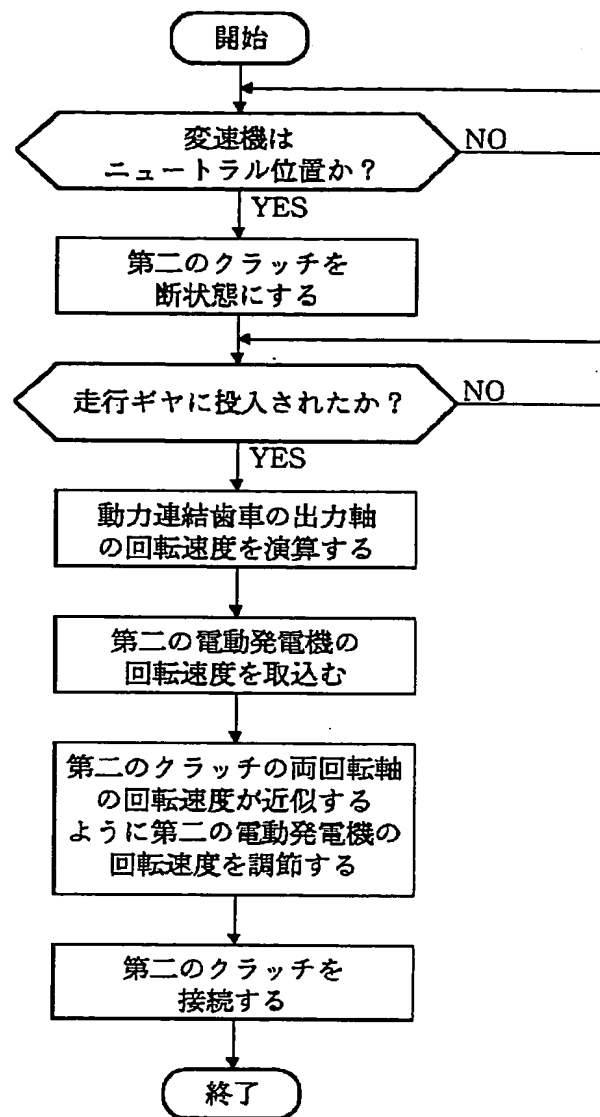 開始
変速機は
ニュートラル位置か？
NO
YES
第二のクラッチを
断状態にする
走行ギヤに投入されたか？
NO
YES
動力連結歯車の出力軸
の回転速度を演算する
第二の電動発電機の
回転速度を取込む
第二のクラッチの両回転軸
の回転速度が近似する
ように第二の電動発電機の
回転速度を調節する
第二のクラッチを
接続する
終了